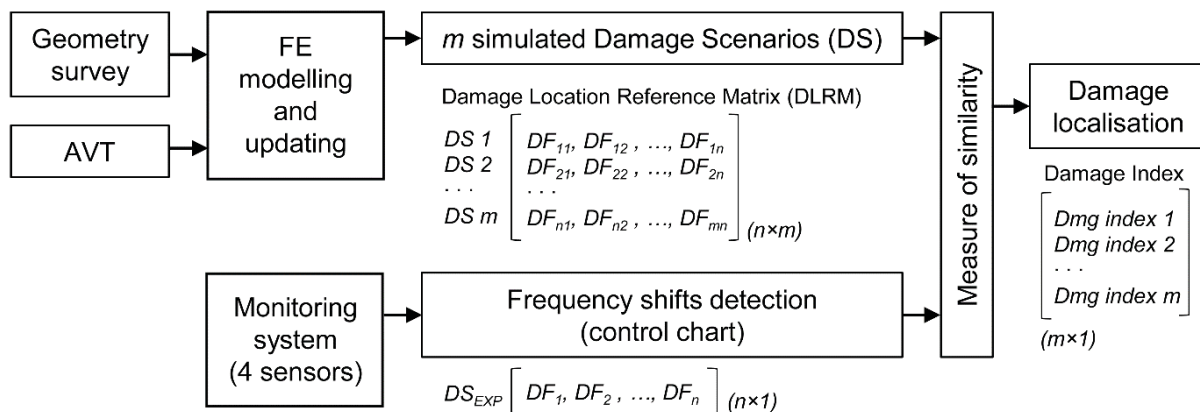 Geometry
survey
AVT
FE
modelling
and
updating
m simulated Damage Scenarios (DS)
Damage Location Reference Matrix (DLRM)
DS 1 DF11, DF12 , ..., DF1n
DS 2 DF21, DF22 , ..., DF2n
. . . . . .
DS m DFn1, DFn2 , ..., DFmn (n×m)
Monitoring
system
(4 sensors)
Frequency shifts detection
(control chart)
DSEXP [ DF1, DF2 , ..., DFn ] (n×1)
Measure of similarity
Damage
localisation
Damage Index
Dmg index 1
Dmg index 2
. . .
Dmg index m
(m×1)